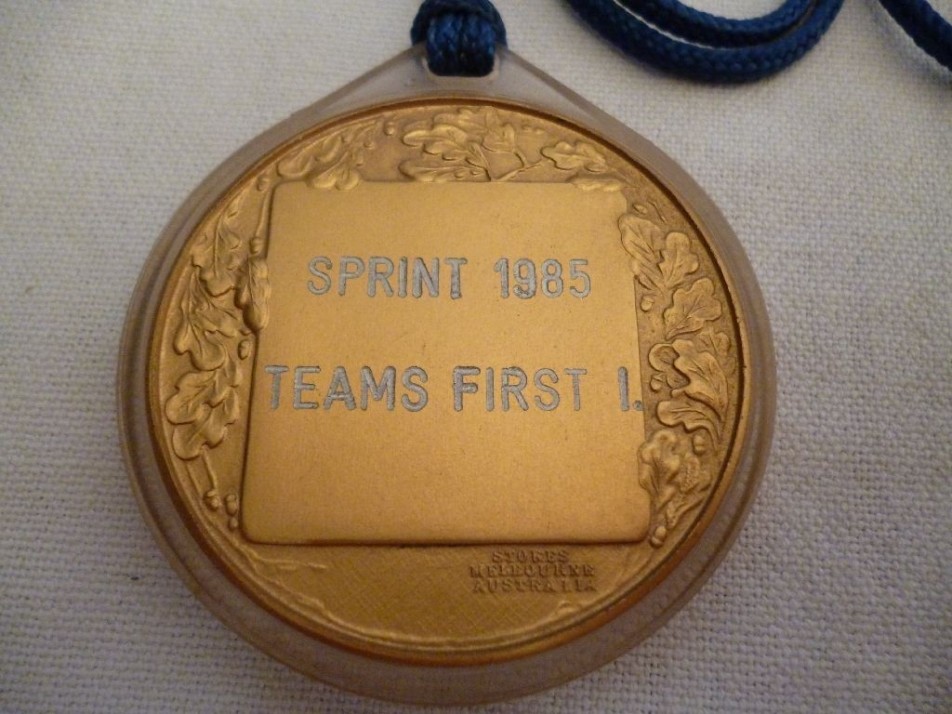 SPRINT 1985
TEAMS FIRST I.
STOKES
MELBOURNE
AUSTRALIA